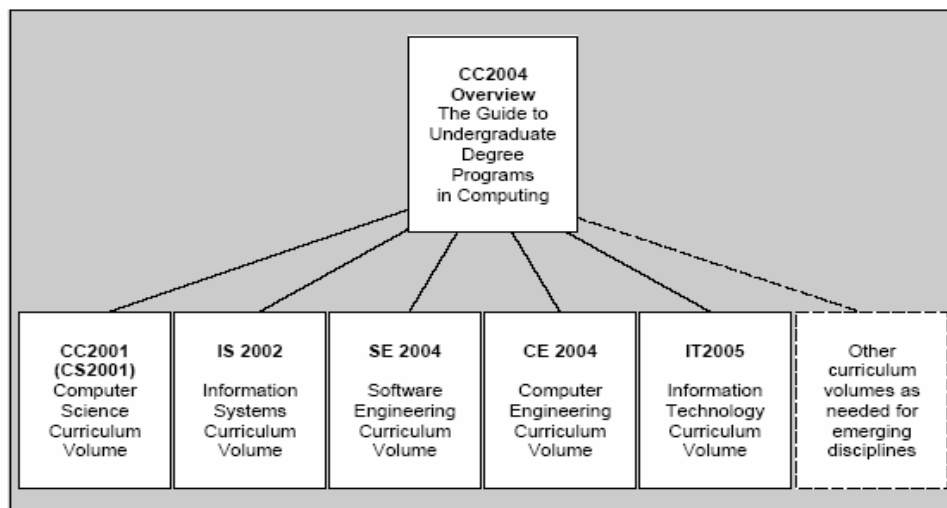 CC2004
Overview
The Guide to
Undergraduate
Degree
Programs
in Computing
CC2001
(CS2001)
Computer
Science
Curriculum
Volume
IS 2002
Information
Systems
Curriculum
Volume
SE 2004
Software
Engineering
Curriculum
Volume
CE 2004
Computer
Engineering
Curriculum
Volume
IT2005
Information
Technology
Curriculum
Volume
Other
curriculum
volumes as
needed for
emerging
disciplines